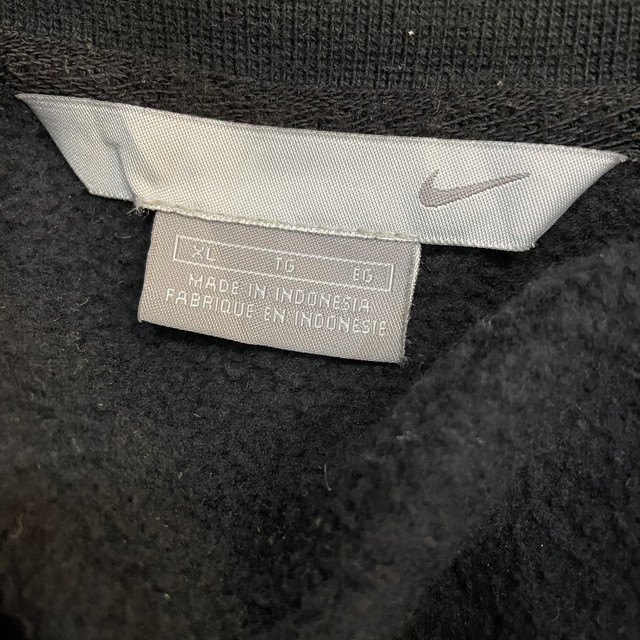 XL TG EG
MADE IN INDONESIA
FABRIQUE EN INDONESIE